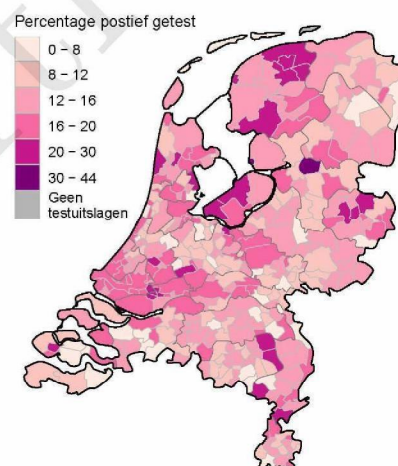 Percentage postief getest
0 – 8
8 – 12
12 – 16
16 – 20
20 – 30
30 – 44
Geen
testuitslagen